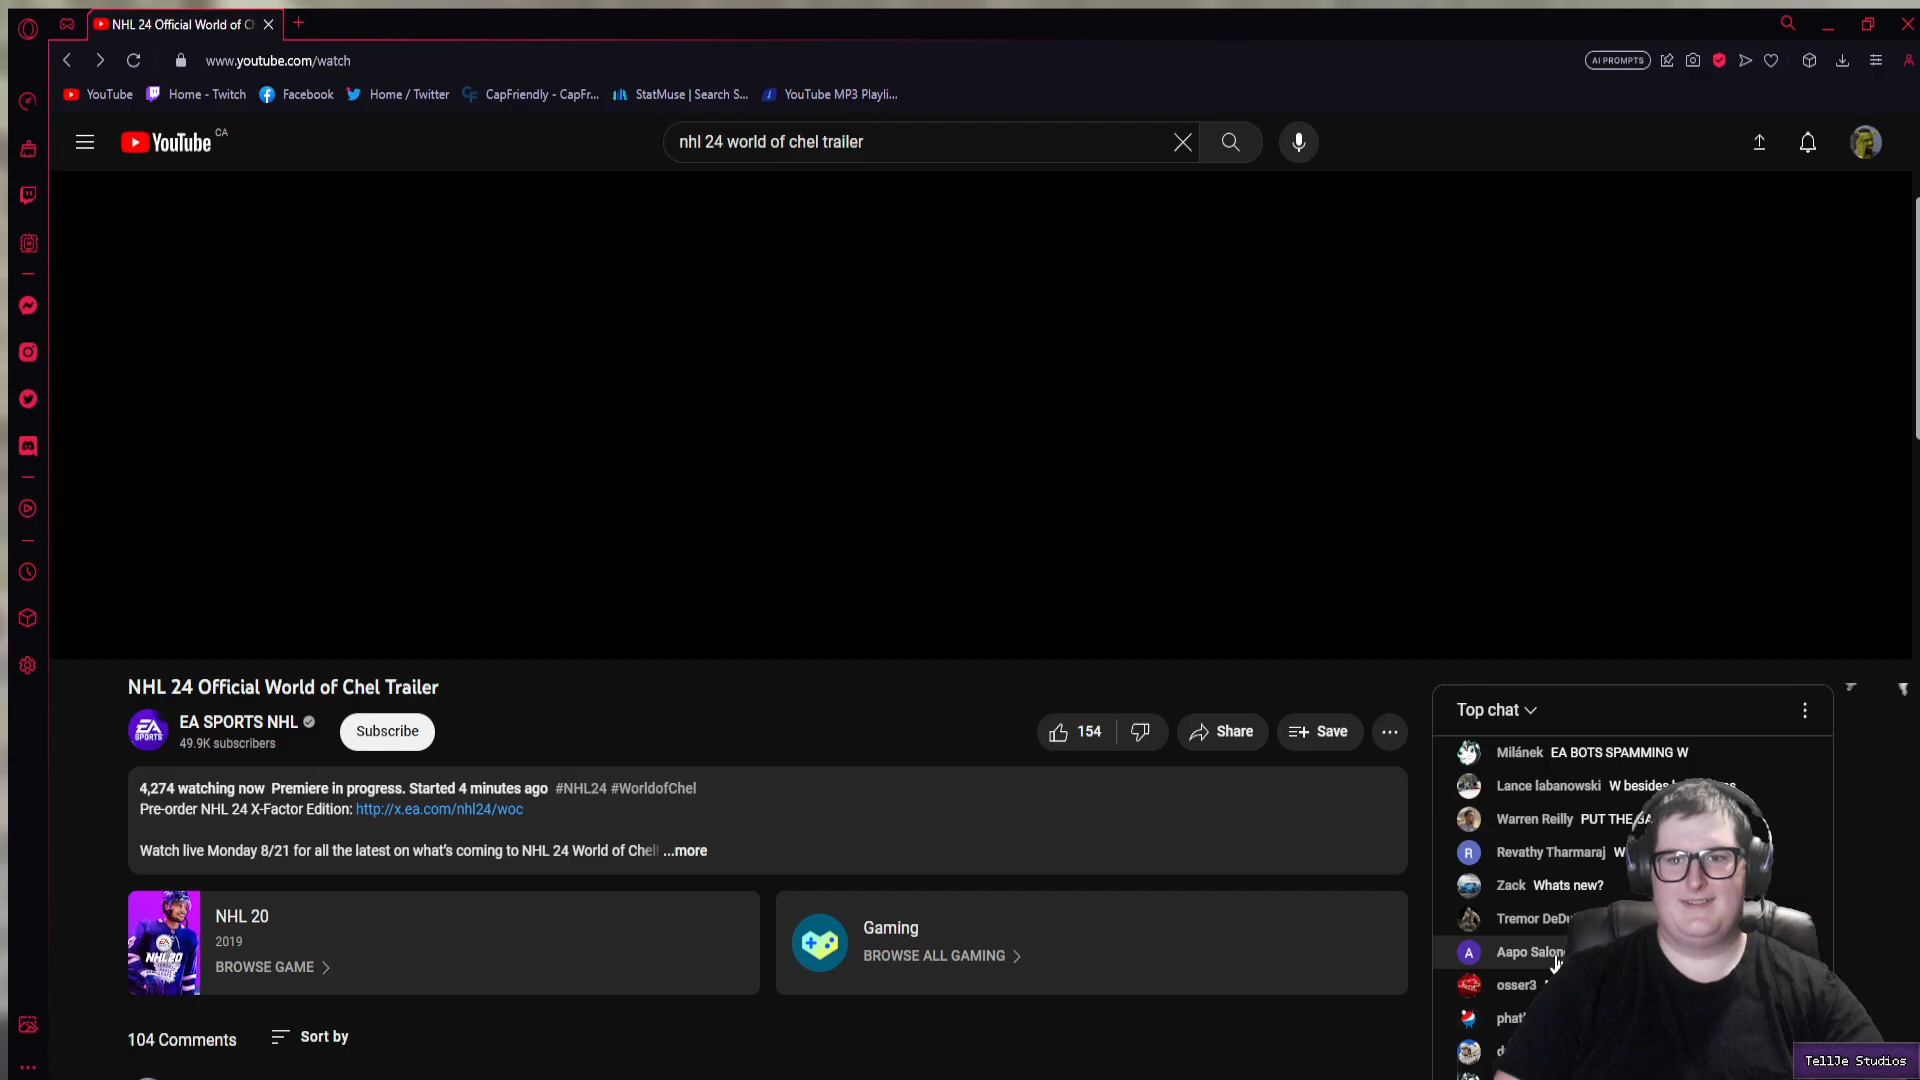 NHL 24 Official World of C
www.youtube.com/watch
AI PROMPTS
YouTube
Home - Twitch
Facebook
Home / Twitter
CapFriendly - CapFr...
StatMuse | Search S...
YouTube MP3 Playli...
YouTube
CA
nhl 24 world of chel trailer
NHL 24 Official World of Chel Trailer
EA SPORTS
EA SPORTS NHL
49.9K subscribers
Subscribe
154
Share
Save
4,274 watching now Premiere in progress. Started 4 minutes ago #NHL24 #WorldofChel
Pre-order NHL 24 X-Factor Edition: http://x.ea.com/nhl24/woc
Watch live Monday 8/21 for all the latest on what's coming to NHL 24 World of Chel! ...more
NHL20
NHL 20
2019
BROWSE GAME
Gaming
BROWSE ALL GAMING
104 Comments
Sort by
Top chat
Milánek EA BOTS SPAMMING W
Lance labanowski W besides
Warren Reilly PUT THE
R Revathy Tharmaraj W
Zack Whats new?
Tremor
A Aapo
osser3
TellJe Studios